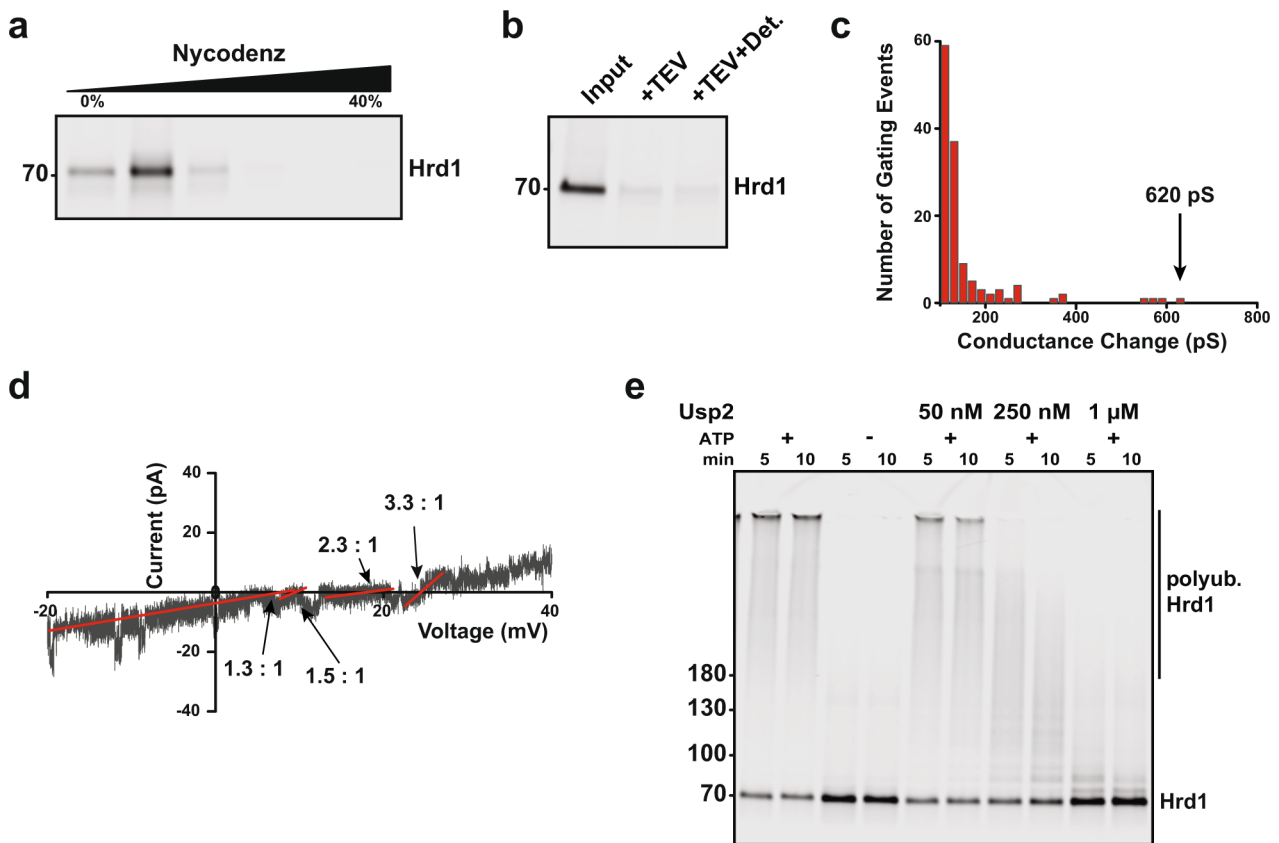 a
Nycodenz
0% 40%
70
Hrd1
b
Input +TEV +TEV+Det.
70
Hrd1
c
Number of Gating Events
60
40
20
0
620 pS
200 400 600 800
Conductance Change (pS)
d
Current (pA)
40
20
-20
-40
-20 20 40
Voltage (mV)
3.3 : 1
2.3 : 1
1.3 : 1
1.5 : 1
e
Usp2 50 nM 250 nM 1 µM
ATP + - + + +
min 5 10 5 10 5 10 5 10 5 10
180
130
100
70
polyub.
Hrd1
Hrd1